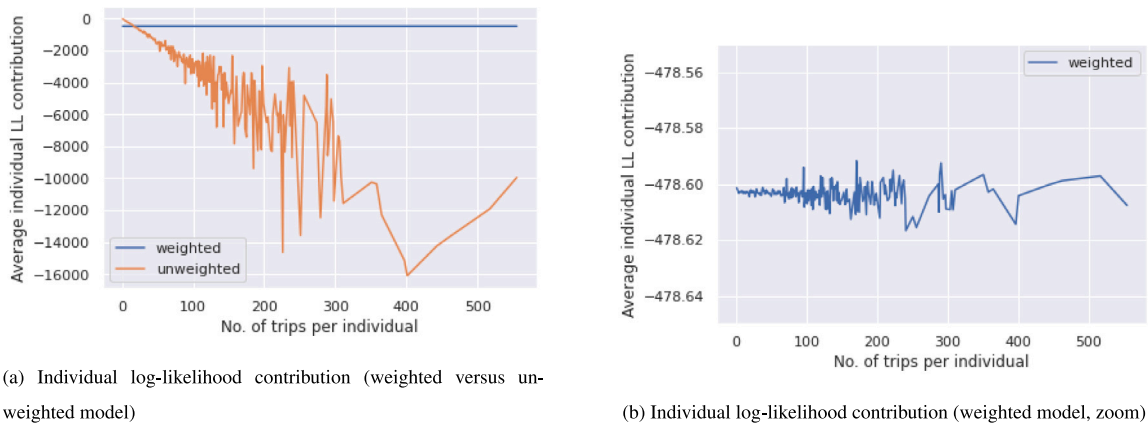 0
−2000
−4000
−6000
−8000
−10000
−12000
−14000
−16000
Average individual LL contribution
weighted
unweighted
0 100 200 300 400 500
No. of trips per individual
(a) Individual log-likelihood contribution (weighted versus un-
weighted model)
weighted
−478.56
−478.58
−478.60
−478.62
−478.64
Average individual LL contribution
0 100 200 300 400 500
No. of trips per individual
(b) Individual log-likelihood contribution (weighted model, zoom)